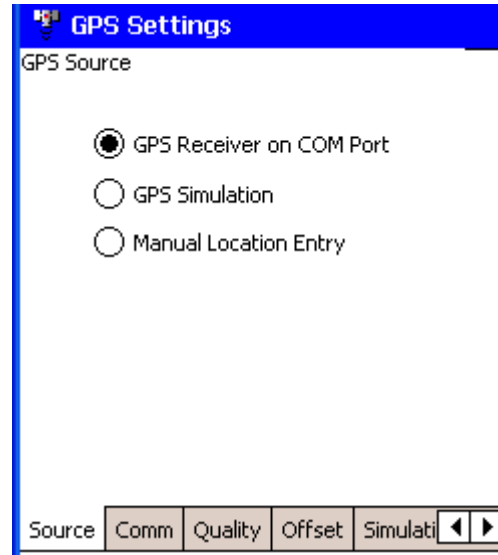 GPS Settings
GPS Source
GPS Receiver on COM Port
GPS Simulation
Manual Location Entry
Source Comm Quality Offset Simulati